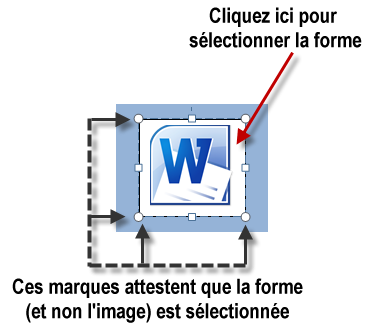 Cliquez ici pour
sélectionner la forme
W
Ces marques attestent que la forme
(et non l'image) est sélectionnée